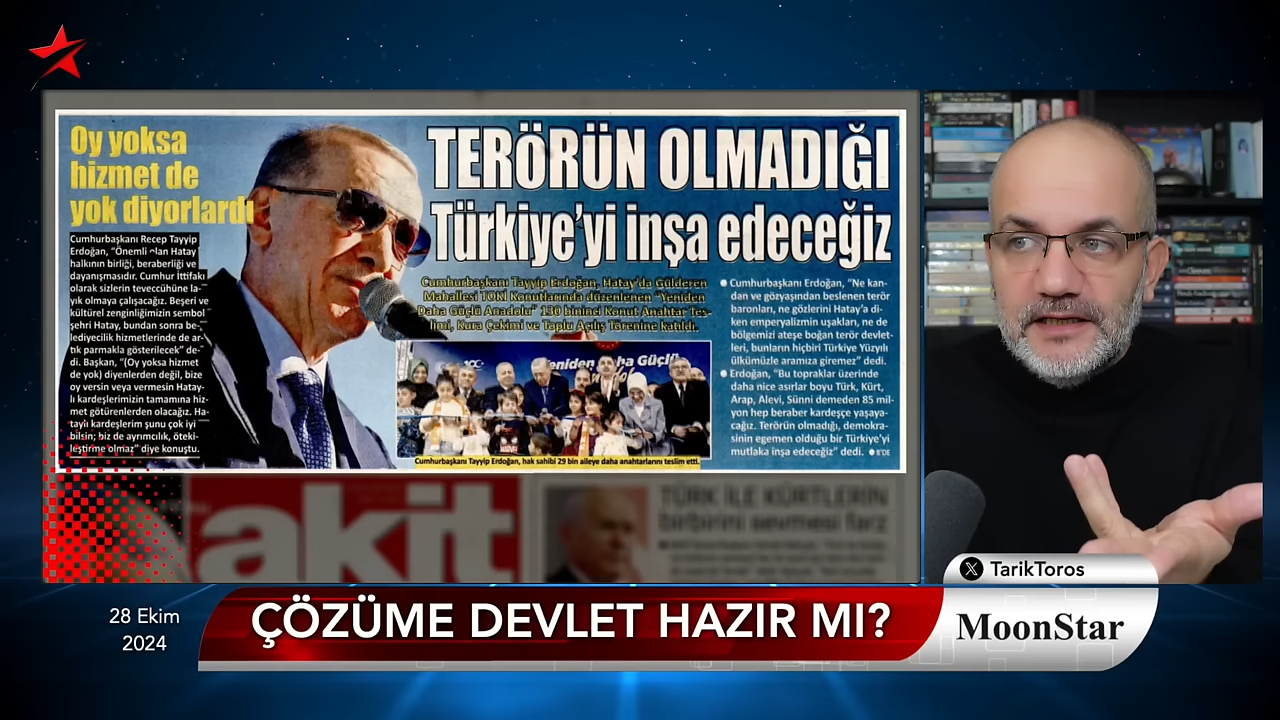 Oy yoksa
hizmet de
yok diyorlardı
Cumhurbaşkanı Recep Tayyip
Erdoğan, “Önemli olan Hatay
halkının birliği, beraberliği ve
dayanışmasıdır. Cumhur İttifakı
olarak sizlerin teveccühüne la-
yık olmaya çalışacağız. Beşeri ve
kültürel zenginliğimizin sembol
şehri Hatay, bundan sonra be-
lediyecilik hizmetlerinde de ar-
tık parmakla gösterilecek” de-
di. Başkan, “(Oy yoksa hizmet
de yok) diyenlerden değil, bize
oy versin veya vermesin Hatay-
lı kardeşlerimizin tamamına hiz-
met götürenlerden olacağız. Ha-
taylı kardeşlerim şunu çok iyi
bilsin; biz de ayrımcılık, öteki-
leştirme olmaz” diye konuştu.
TERÖRÜN OLMADIĞI
Türkiye’yi inşa edeceğiz
Cumhurbaşkanı Tayyip Erdoğan, Hatay’da Gülderen
Mahallesi TOKİ Konutlarında düzenlenen “Yeniden
Daha Güçlü Anadolu” 130 bininci Konut Anahtar Tes-
limi, Kura Çekimi ve Toplu Açılış Törenine katıldı.
Yeniden Daha Güçlü
Cumhurbaşkanı Tayyip Erdoğan, hak sahibi 29 bin aileye daha anahtarlarını teslim etti.
● Cumhurbaşkanı Erdoğan, “Ne kan-
dan ve gözyaşından beslenen terör
baronları, ne gözlerini Hatay’a di-
ken emperyalizmin uşakları, ne de
bölgemizi ateşe boğan terör devlet-
leri, bunların hiçbiri Türkiye Yüzyılı
ülkümüzle aramıza giremez” dedi.
● Erdoğan, “Bu topraklar üzerinde
daha nice asırlar boyu Türk, Kürt,
Arap, Alevi, Sünni demeden 85 mil-
yon hep beraber kardeşçe yaşaya-
cağız. Terörün olmadığı, demokra-
sinin egemen olduğu bir Türkiye’yi
mutlaka inşa edeceğiz” dedi. ● 8’DE
akit
TÜRK İLE KÜRTLERİN
birbirini sevmesi farz
TarikToros
MoonStar
28 Ekim
2024
ÇÖZÜME DEVLET HAZIR MI?